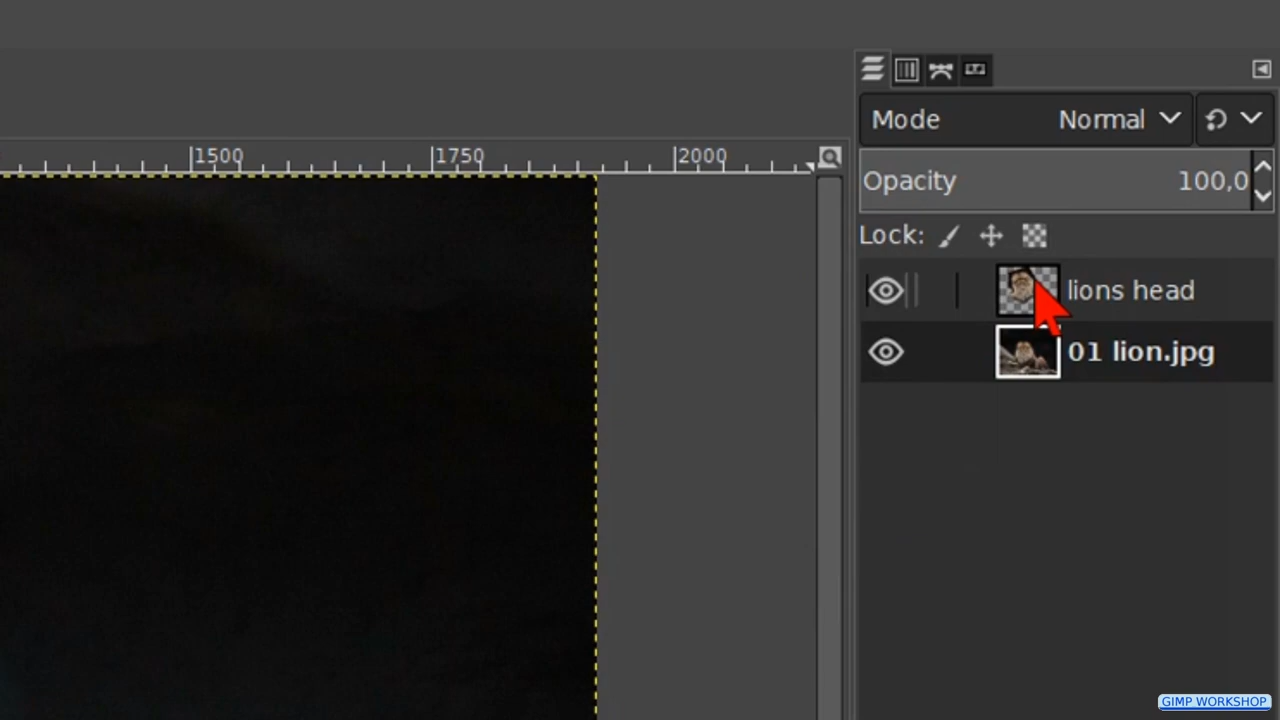 Mode Normal
1500 1750 2000
Opacity 100,0
Lock:
lions head
01 lion.jpg
GIMP WORKSHOP